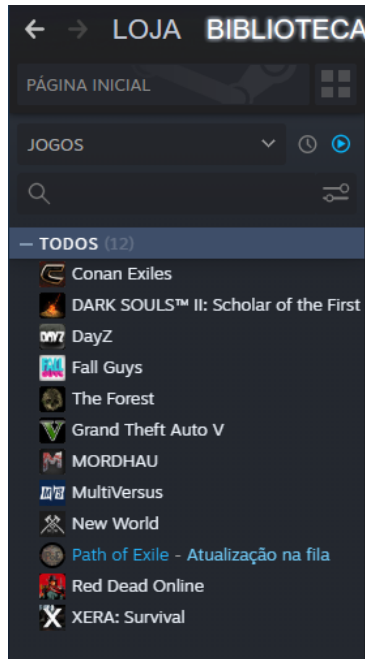 LOJA BIBLIOTECA
PÁGINA INICIAL
JOGOS
— TODOS (12)
Conan Exiles
DARK SOULS™ II: Scholar of the First
DAYZ DayZ
Fall Guys
The Forest
V Grand Theft Auto V
M MORDHAU
MultiVersus
New World
Path of Exile - Atualização na fila
Red Dead Online
X XERA: Survival